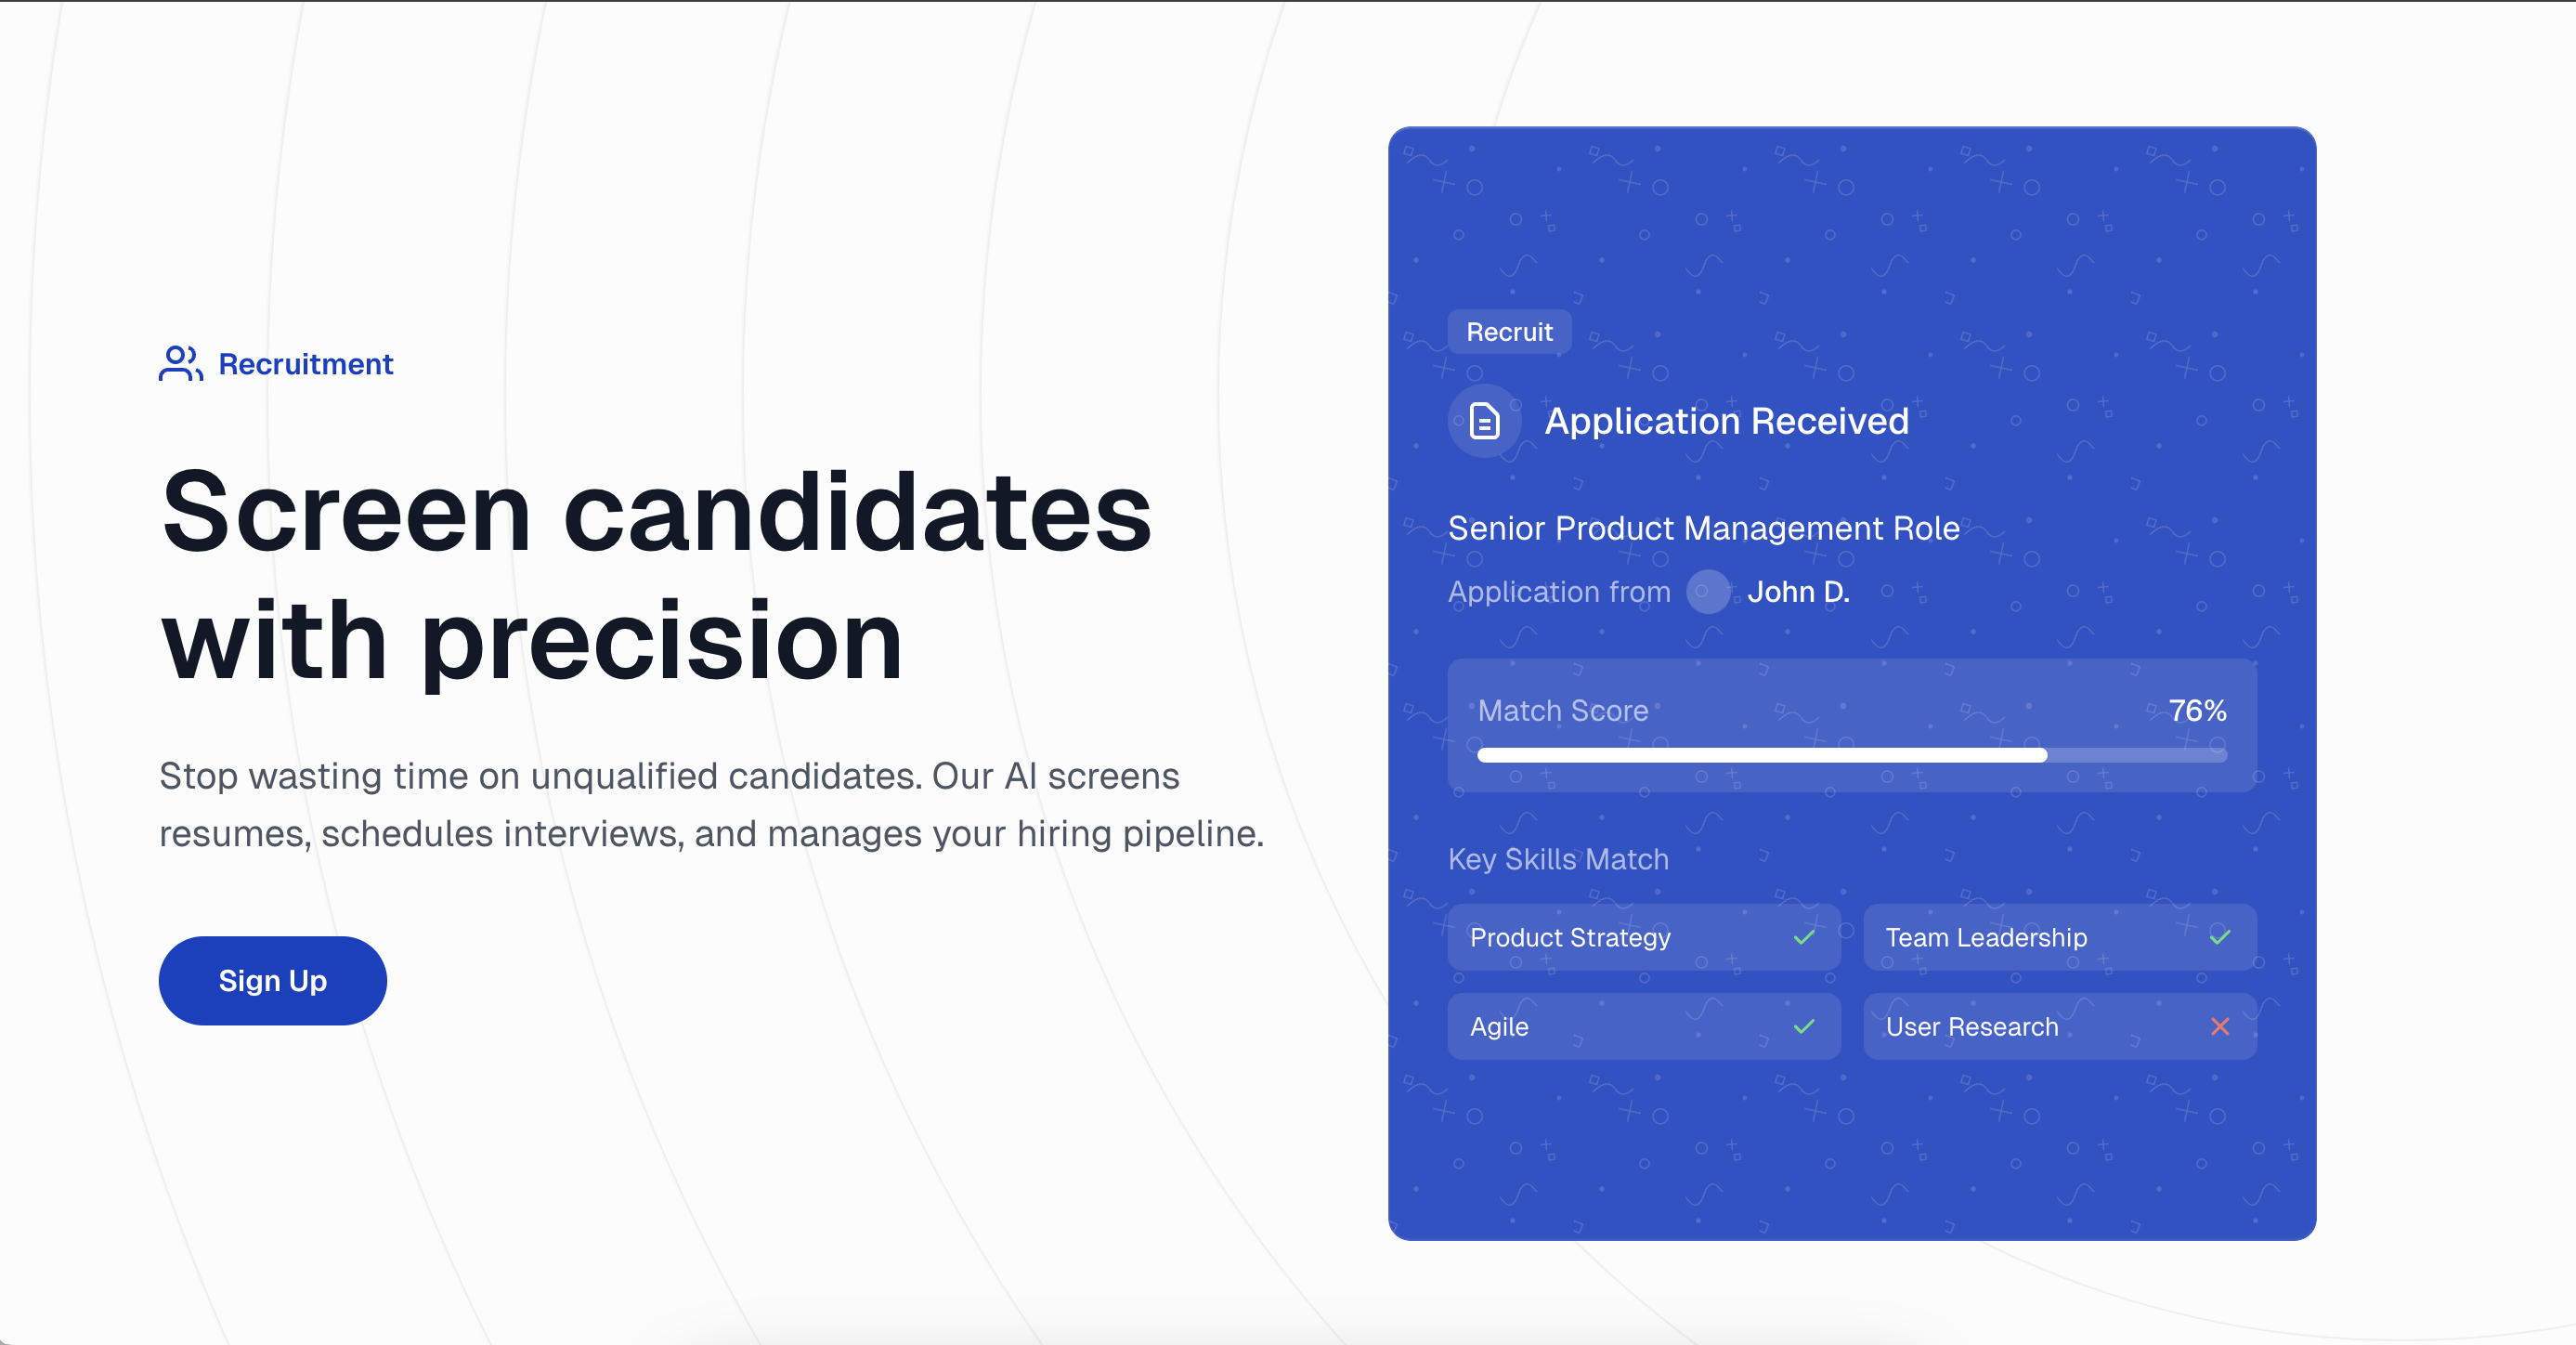 Recruitment
Screen candidates
with precision
Stop wasting time on unqualified candidates. Our AI screens
resumes, schedules interviews, and manages your hiring pipeline.
Sign Up
Recruit
Application Received
Senior Product Management Role
Application from John D.
Match Score 76%
Key Skills Match
Product Strategy
Team Leadership
Agile
User Research